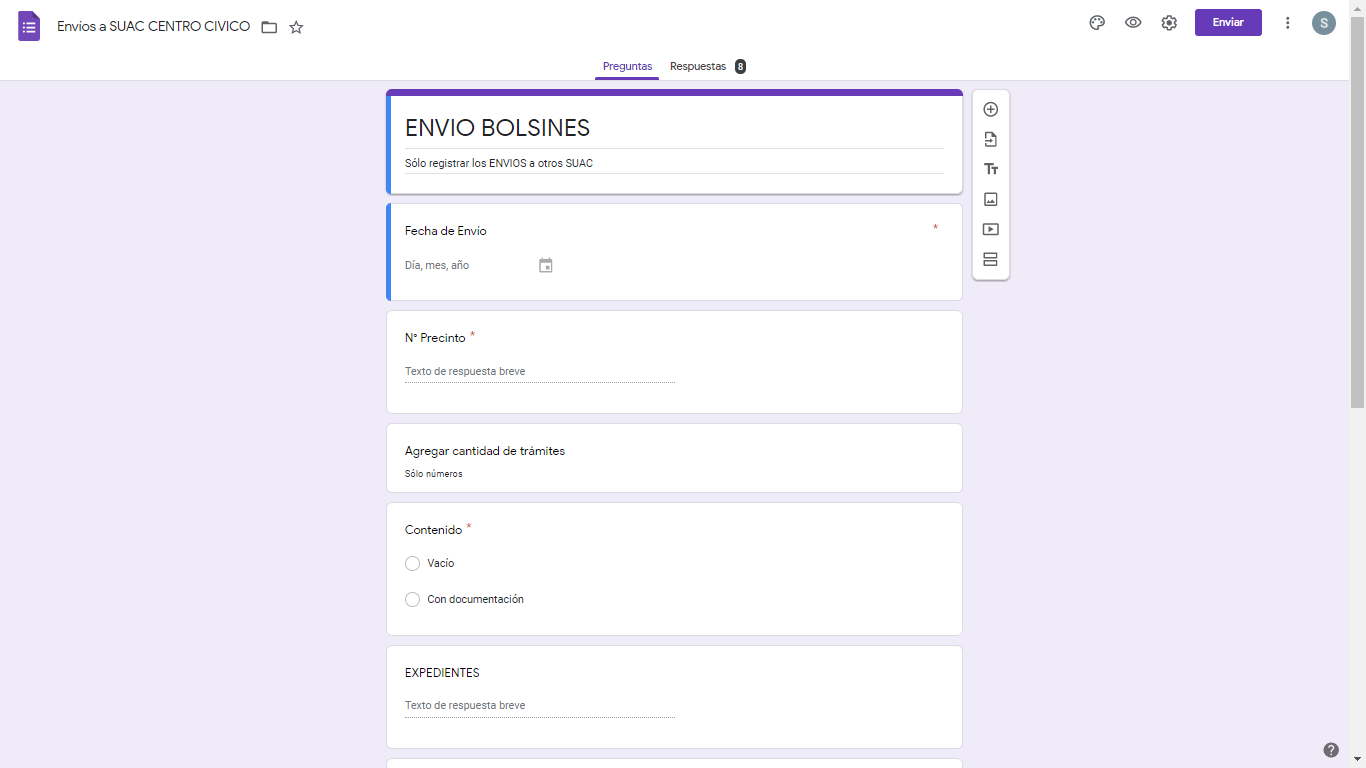 Envíos a SUAC CENTRO CIVICO
Enviar
S
Preguntas
Respuestas 8
ENVIO BOLSINES
Sólo registrar los ENVIOS a otros SUAC
Fecha de Envío *
Día, mes, año
N° Precinto *
Texto de respuesta breve
Agregar cantidad de trámites
Sólo números
Contenido *
Vacío
Con documentación
EXPEDIENTES
Texto de respuesta breve